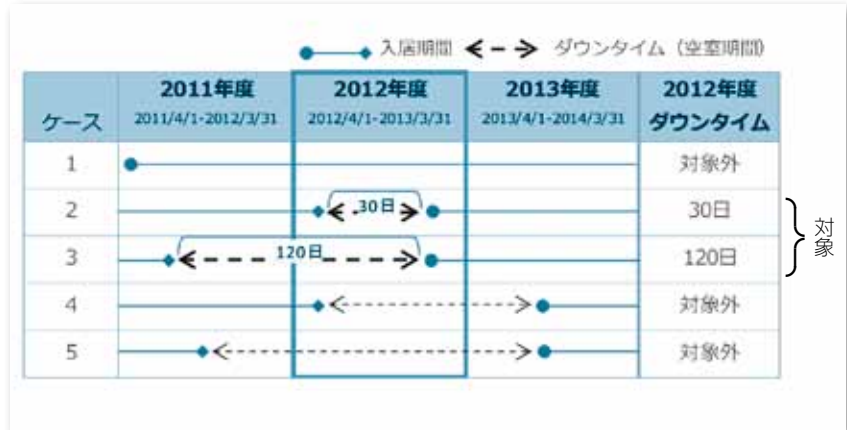 入居期間 ダウンタイム（空室期間）
ケース 2011年度 2012年度 2013年度 2012年度
2011/4/1-2012/3/31 2012/4/1-2013/3/31 2013/4/1-2014/3/31 ダウンタイム
1 対象外
2 30日 30日
3 120日 120日
対象
4 対象外
5 対象外